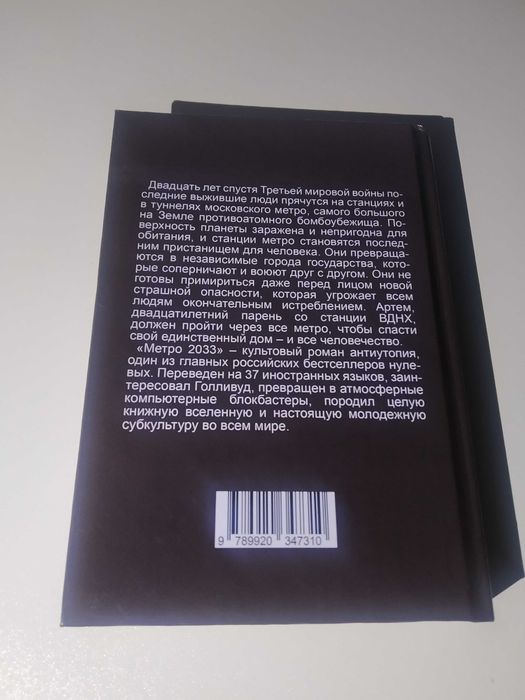 Двадцать лет спустя Третьей мировой войны по-
следние выжившие люди прячутся на станциях и
в туннелях московского метро, самого большого
на Земле противоатомного бомбоубежища. По-
верхность планеты заражена и непригодна для
обитания, и станции метро становятся послед-
ним пристанищем для человека. Они превраща-
ются в независимые города государства, кото-
рые соперничают и воюют друг с другом. Они не
готовы примириться даже перед лицом новой
страшной опасности, которая угрожает всем
людям окончательным истреблением. Артем,
двадцатилетний парень со станции ВДНХ,
должен пройти через все метро, чтобы спасти
свой единственный дом – и все человечество.
«Метро 2033» – культовый роман антиутопия,
один из главных российских бестселлеров нуле-
вых. Переведен на 37 иностранных языков, заин-
тересовал Голливуд, превращен в атмосферные
компьютерные блокбастеры, породил целую
книжную вселенную и настоящую молодежную
субкультуру во всем мире.
9 789920 347310